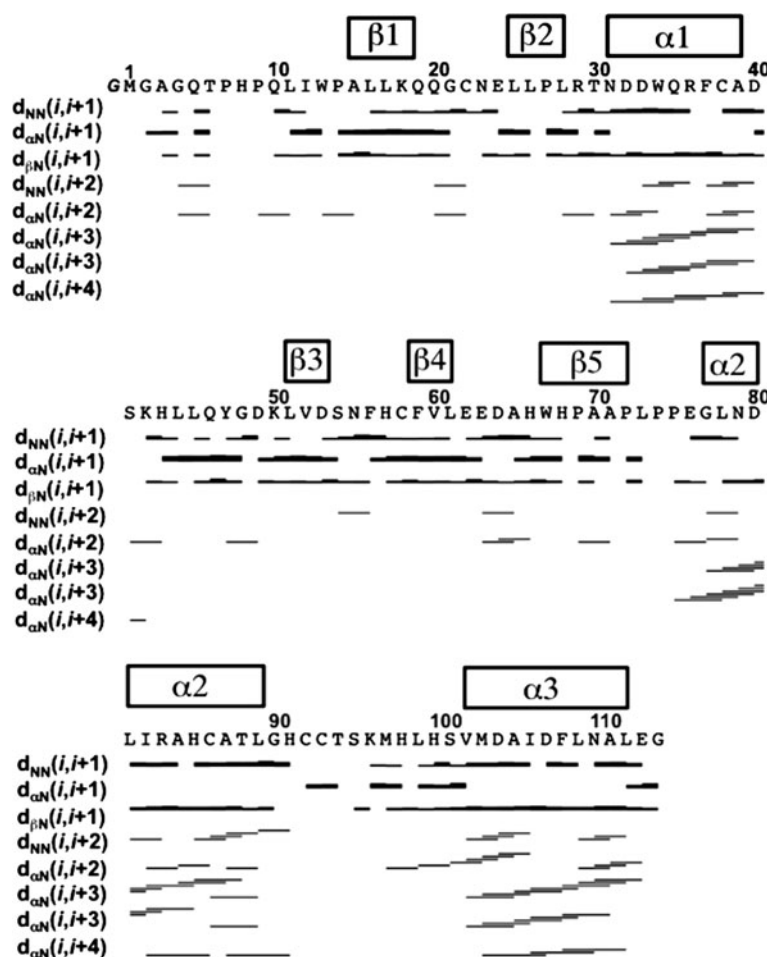 β1 β2 α1
1 10 20 30 40
GMGAGQTPHPQLIWPALLKQQGCNELLPLRTNDDWQRFCAD
dNN(i,i+1)
dαN(i,i+1)
dβN(i,i+1)
dNN(i,i+2)
dαN(i,i+2)
dαN(i,i+3)
dαN(i,i+3)
dαN(i,i+4)
β3 β4 β5 α2
50 60 70 80
SKHLLQYGDKLVDSNFHCFVLEEDAHWHPAAPLPPEGLND
dNN(i,i+1)
dαN(i,i+1)
dβN(i,i+1)
dNN(i,i+2)
dαN(i,i+2)
dαN(i,i+3)
dαN(i,i+3)
dαN(i,i+4)
α2 α3
90 100 110
LIRAHCATLGHCCTSKMHLHSVMDAIDFLNALEG
dNN(i,i+1)
dαN(i,i+1)
dβN(i,i+1)
dNN(i,i+2)
dαN(i,i+2)
dαN(i,i+3)
dαN(i,i+3)
dαN(i,i+4)